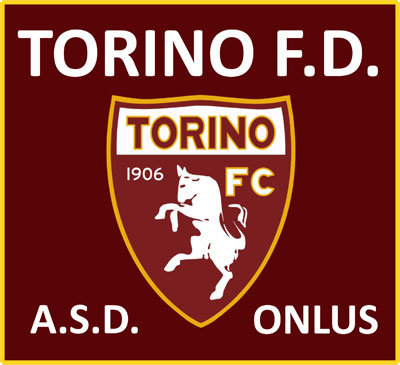 TORINO F.D.
TORINO
1906 FC
A.S.D. ONLUS